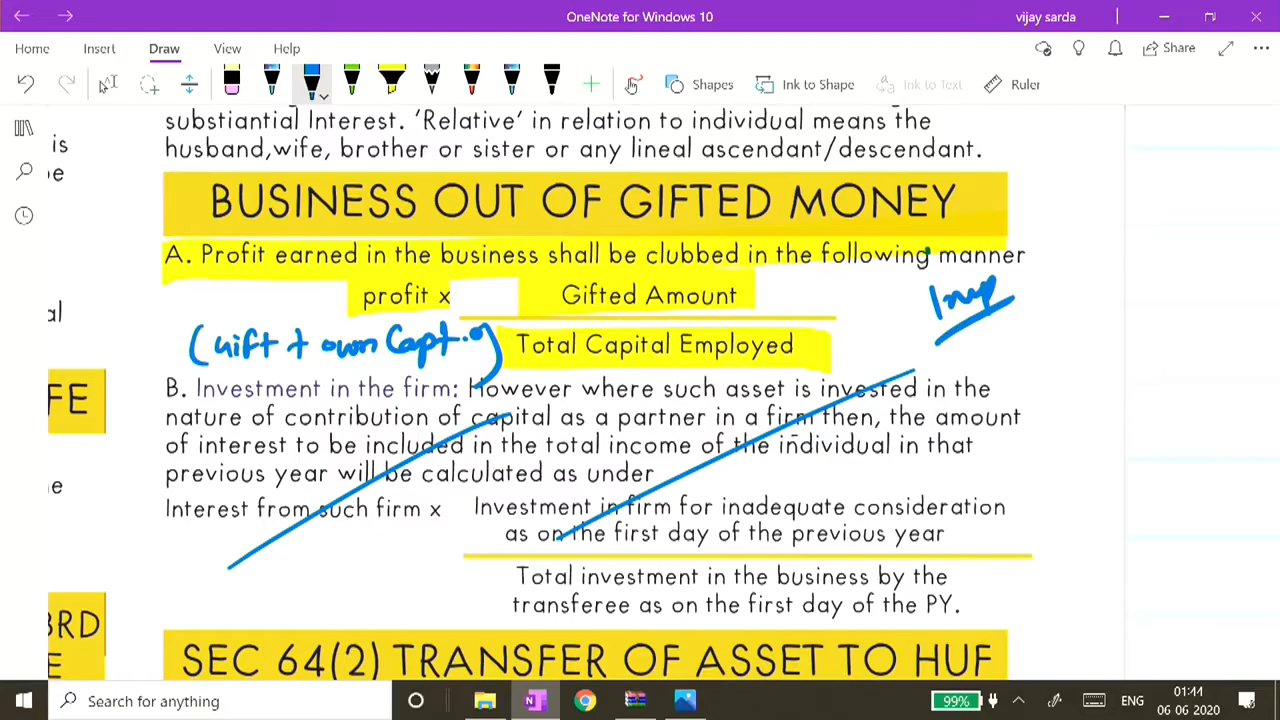 OneNote for Windows 10
vijay sarda
Home Insert Draw View Help
Share
Shapes Ink to Shape Ink to Text Ruler
substantial Interest. ‘Relative’ in relation to individual means the
husband,wife, brother or sister or any lineal ascendant/descendant.
is
be
al
FE
e
BRD
E
BUSINESS OUT OF GIFTED MONEY
A. Profit earned in the business shall be clubbed in the following manner
profit x Gifted Amount
Imp
(Gift + own Capt.)
Total Capital Employed
B. Investment in the firm: However where such asset is invested in the
nature of contribution of capital as a partner in a firm then, the amount
of interest to be included in the total income of the individual in that
previous year will be calculated as under
Interest from such firm x Investment in firm for inadequate consideration
as on the first day of the previous year
Total investment in the business by the
transferee as on the first day of the PY.
SEC 64(2) TRANSFER OF ASSET TO HUF
Search for anything
99%
ENG
01:44
06-06-2020